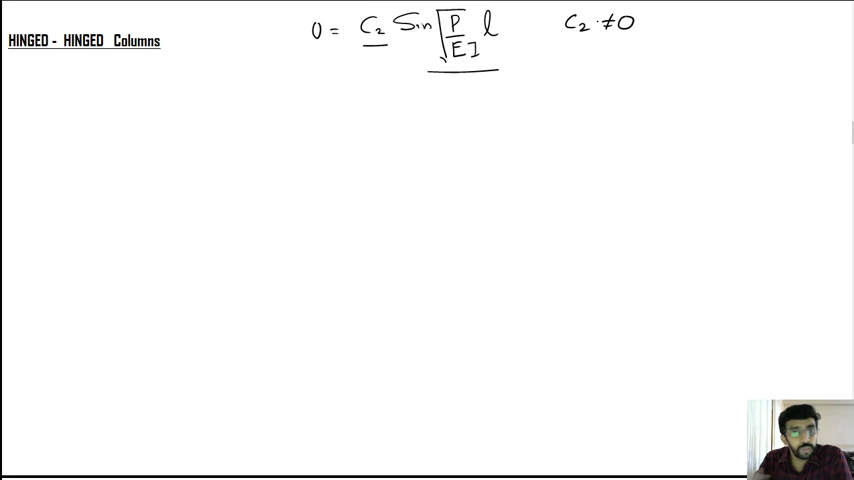 HINGED - HINGED Columns
0 = C₂ Sin √(P/EI) l    C₂ ≠ 0